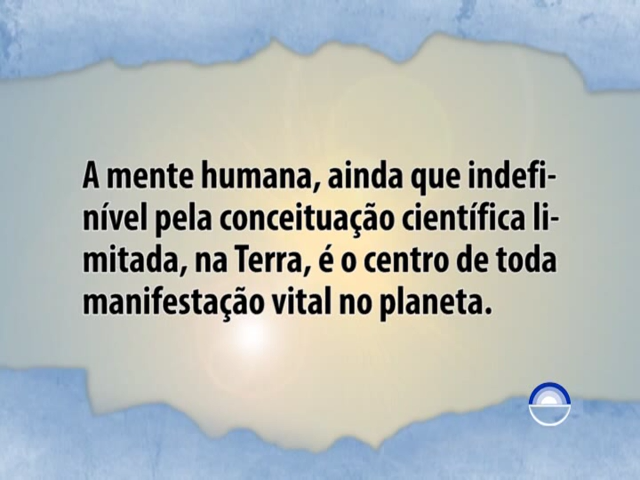 A mente humana, ainda que indefi-
nível pela conceituação científica li-
mitada, na Terra, é o centro de toda
manifestação vital no planeta.